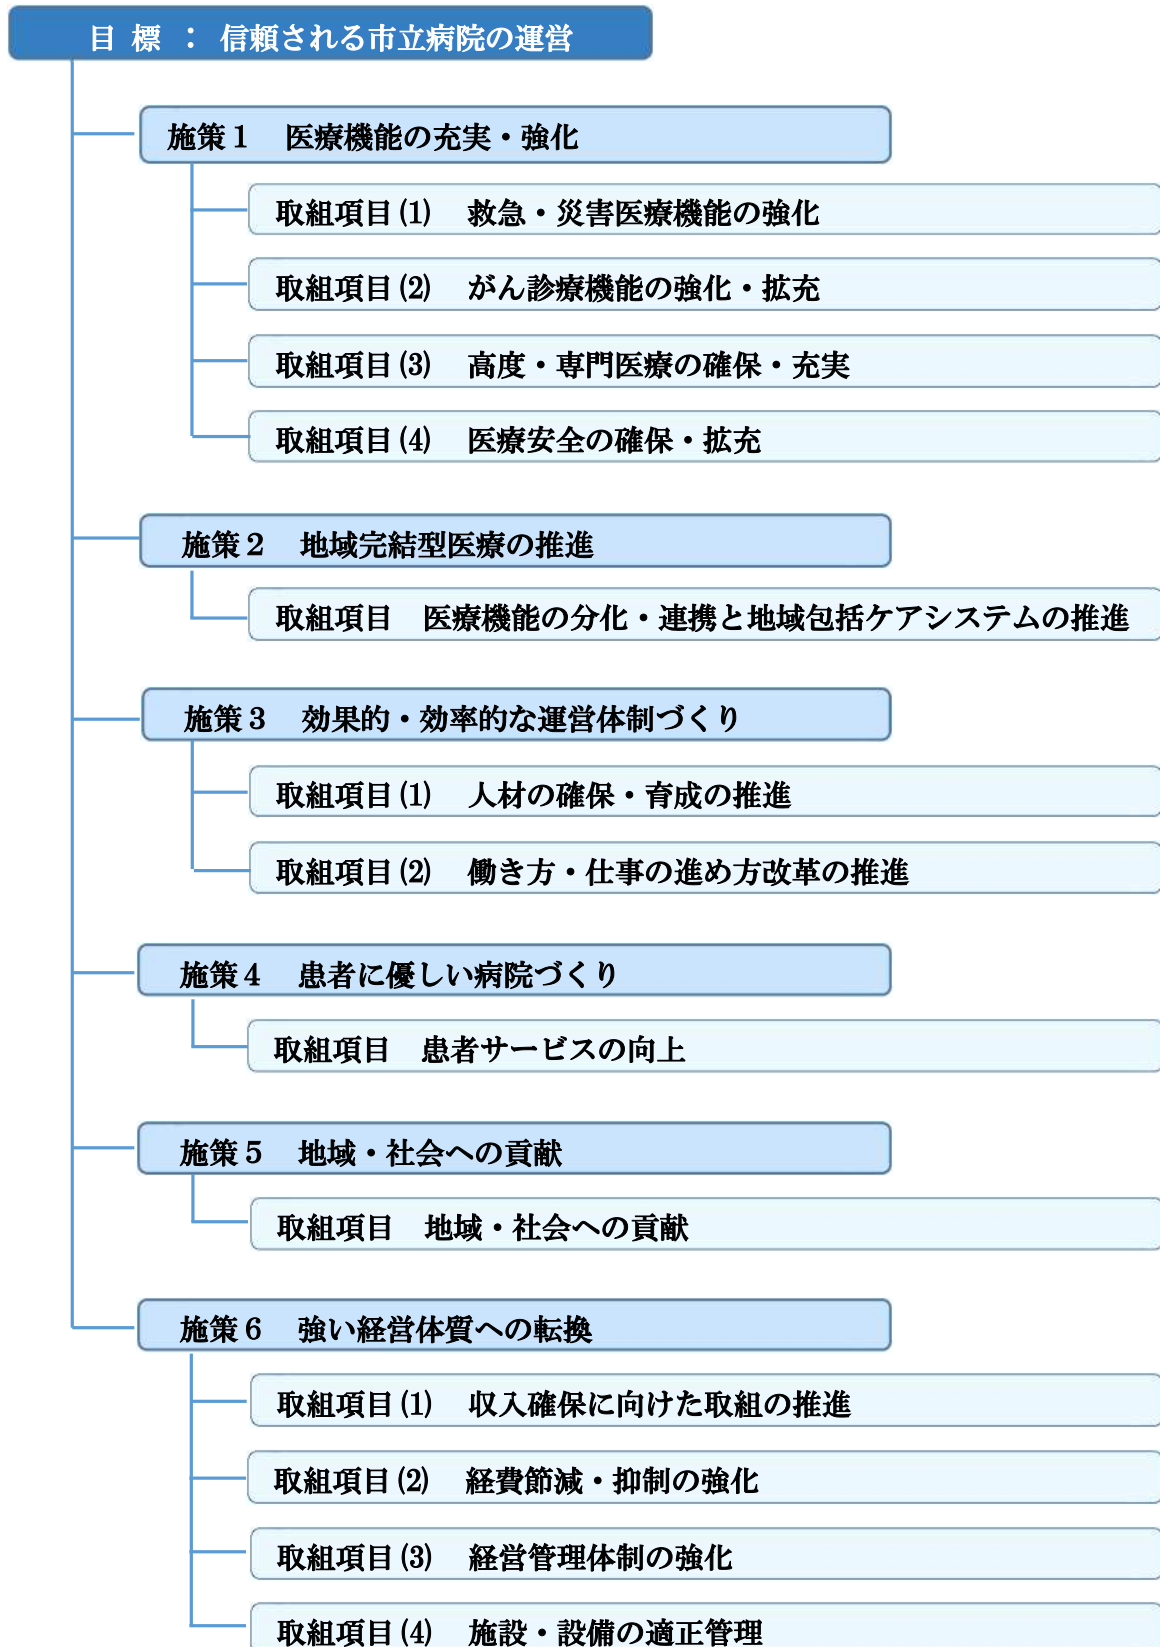 目 標 ： 信頼される市立病院の運営
施策１　医療機能の充実・強化
取組項目(1)　救急・災害医療機能の強化
取組項目(2)　がん診療機能の強化・拡充
取組項目(3)　高度・専門医療の確保・充実
取組項目(4)　医療安全の確保・拡充
施策２　地域完結型医療の推進
取組項目　医療機能の分化・連携と地域包括ケアシステムの推進
施策３　効果的・効率的な運営体制づくり
取組項目(1)　人材の確保・育成の推進
取組項目(2)　働き方・仕事の進め方改革の推進
施策４　患者に優しい病院づくり
取組項目　患者サービスの向上
施策５　地域・社会への貢献
取組項目　地域・社会への貢献
施策６　強い経営体質への転換
取組項目(1)　収入確保に向けた取組の推進
取組項目(2)　経費節減・抑制の強化
取組項目(3)　経営管理体制の強化
取組項目(4)　施設・設備の適正管理